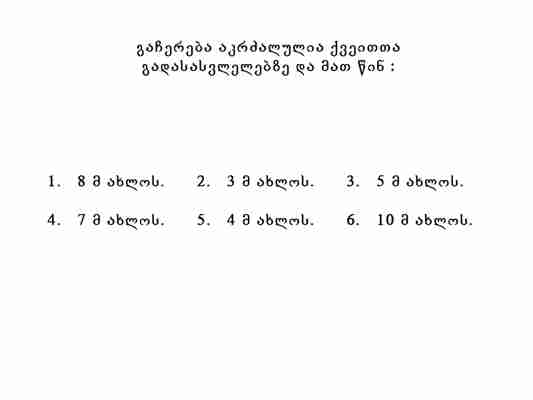 გაჩერება აკრძალულია ქვეითთა
გადასასვლელებზე და მათ წინ :
1. 8 მ ახლოს. 2. 3 მ ახლოს. 3. 5 მ ახლოს.
4. 7 მ ახლოს. 5. 4 მ ახლოს. 6. 10 მ ახლოს.